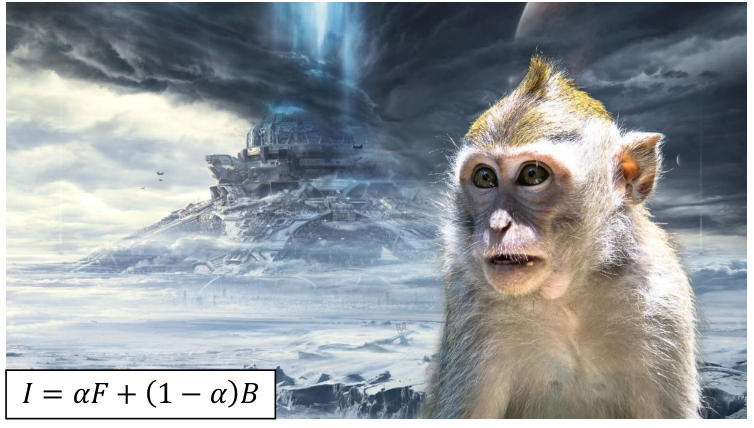 I = αF + (1 − α)B